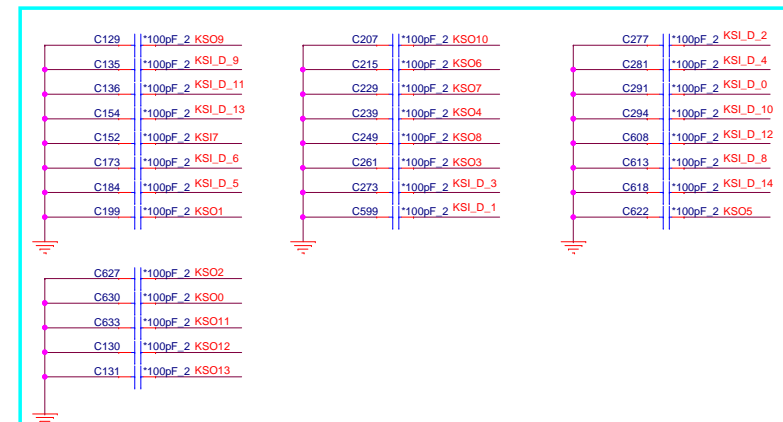 C129 *100pF_2 KSO9
C135 *100pF_2 KSI_D_9
C136 *100pF_2 KSI_D_11
C154 *100pF_2 KSI_D_13
C152 *100pF_2 KSI7
C173 *100pF_2 KSI_D_6
C184 *100pF_2 KSI_D_5
C199 *100pF_2 KSO1
C207 *100pF_2 KSO10
C215 *100pF_2 KSO6
C229 *100pF_2 KSO7
C239 *100pF_2 KSO4
C249 *100pF_2 KSO8
C261 *100pF_2 KSO3
C273 *100pF_2 KSI_D_3
C599 *100pF_2 KSI_D_1
C277 *100pF_2 KSI_D_2
C281 *100pF_2 KSI_D_4
C291 *100pF_2 KSI_D_0
C294 *100pF_2 KSI_D_10
C608 *100pF_2 KSI_D_12
C613 *100pF_2 KSI_D_8
C618 *100pF_2 KSI_D_14
C622 *100pF_2 KSO5
C627 *100pF_2 KSO2
C630 *100pF_2 KSO0
C633 *100pF_2 KSO11
C130 *100pF_2 KSO12
C131 *100pF_2 KSO13